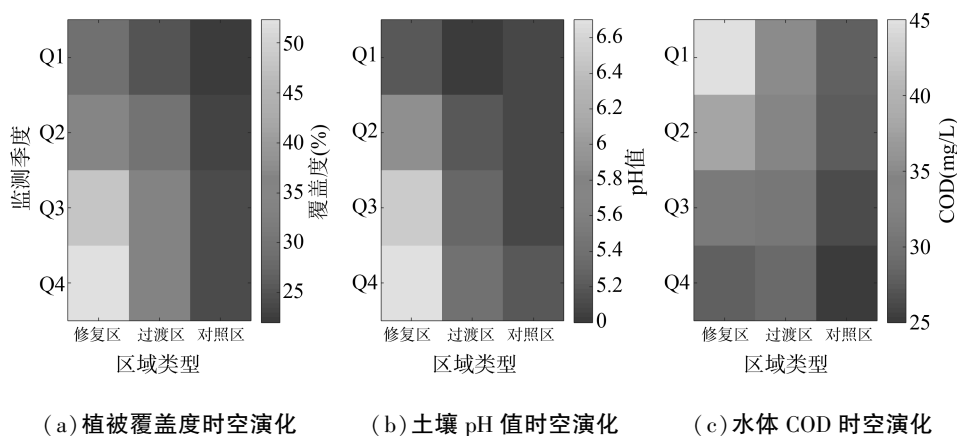 Q1
Q2
Q3
Q4
监测季度
修复区 过渡区 对照区
区域类型
50
45
40
35
30
25
覆盖度(%)
(a)植被覆盖度时空演化
Q1
Q2
Q3
Q4
修复区 过渡区 对照区
区域类型
6.6
6.4
6.2
6.0
5.8
5.6
5.4
5.2
0
pH值
(b)土壤 pH 值时空演化
Q1
Q2
Q3
Q4
修复区 过渡区 对照区
区域类型
45
40
35
30
25
COD(mg/L)
(c)水体 COD 时空演化